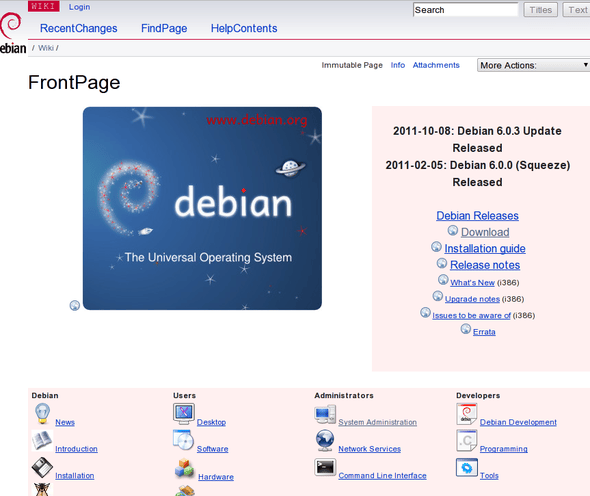 WIKI Login
Search Titles Text
RecentChanges FindPage HelpContents
ebian / Wiki /
Immutable Page Info Attachments More Actions:
FrontPage
www.debian.org
debian
The Universal Operating System
2011-10-08: Debian 6.0.3 Update
Released
2011-02-05: Debian 6.0.0 (Squeeze)
Released
Debian Releases
Download
Installation guide
Release notes
What's New (i386)
Upgrade notes (i386)
Issues to be aware of (i386)
Errata
Debian Users Administrators Developers
News Desktop System Administration Debian Development
Introduction Software Network Services Programming
Installation Hardware Command Line Interface Tools